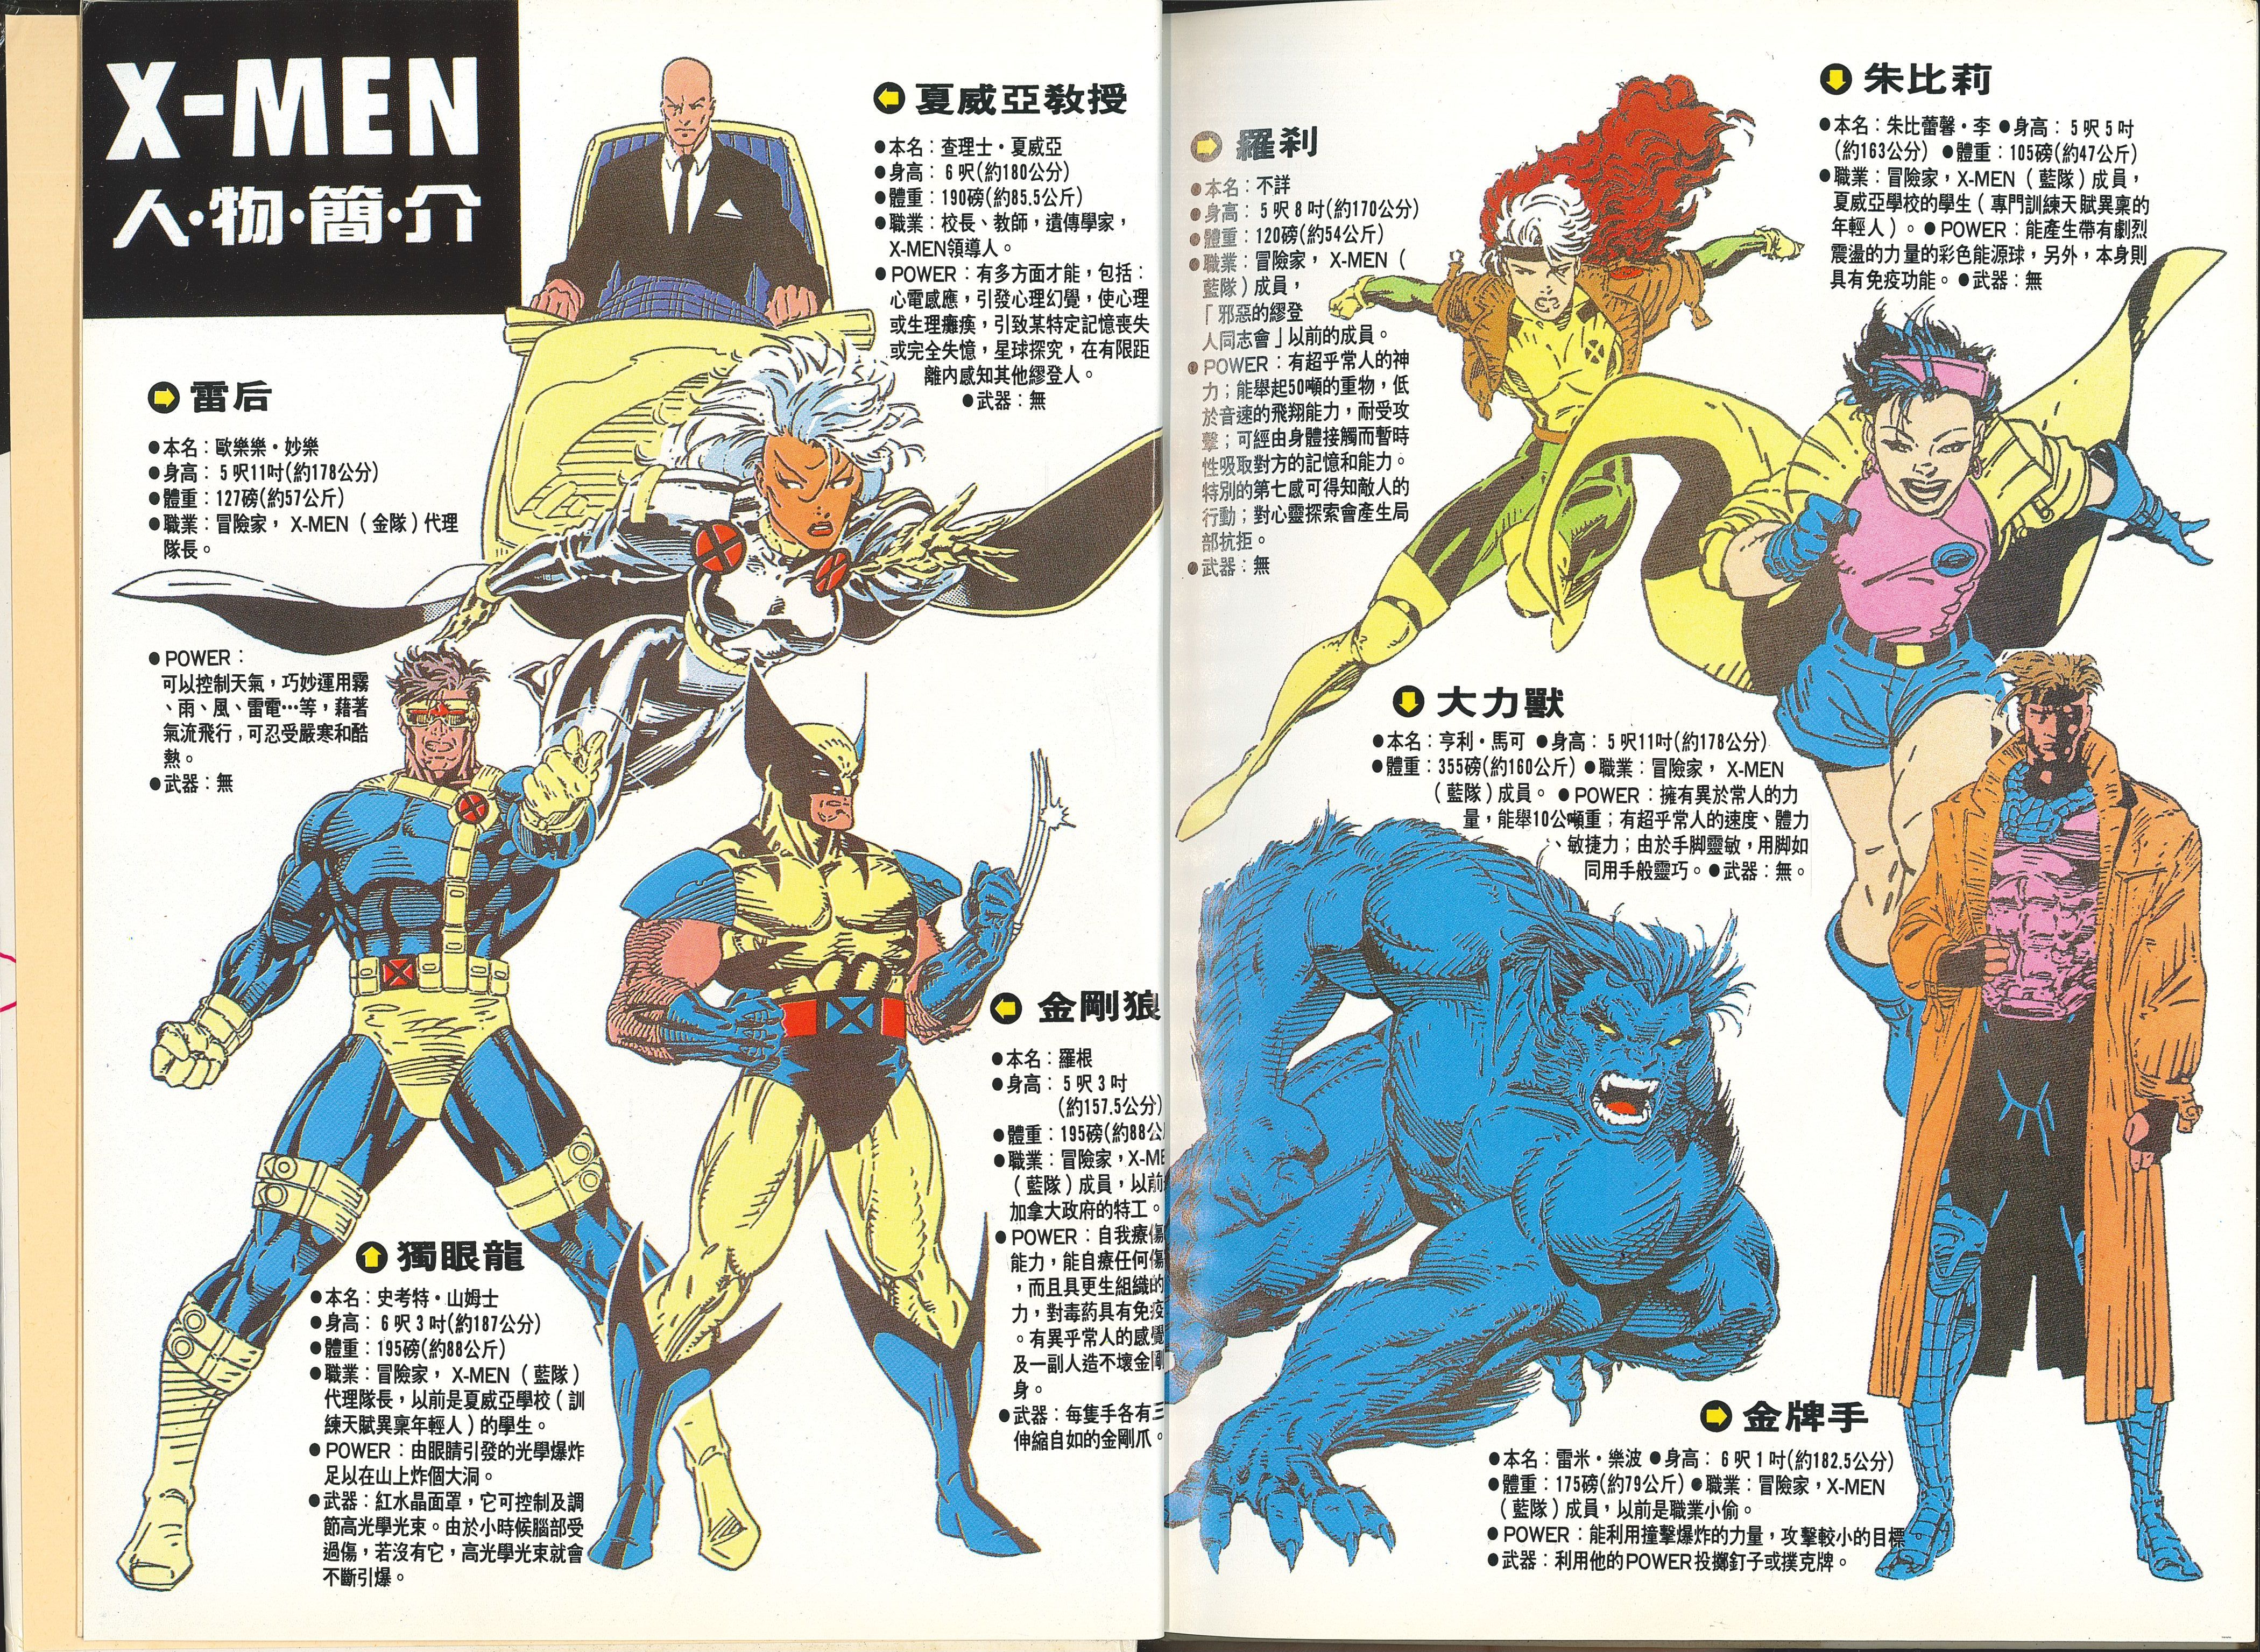 X-MEN
人·物·簡·介
夏威亞教授
●本名：查理士・夏威亞
●身高：6呎(約180公分)
●體重：190磅(約85.5公斤)
●職業：校長、教師，遺傳學家，
X-MEN領導人。
●POWER：有多方面才能，包括：
心電感應，引發心理幻覺，使心理
或生理癱瘓，引致某特定記憶喪失
或完全失憶，星球探究，在有限距
離內感知其他繆登人。
●武器：無
雷后
●本名：歐樂樂・妙樂
●身高：5呎11吋(約178公分)
●體重：127磅(約57公斤)
●職業：冒險家，X-MEN（金隊）代理
隊長。
●POWER：
可以控制天氣，巧妙運用霧
、雨、風、雷電…等，藉著
氣流飛行，可忍受嚴寒和酷
熱。
●武器：無
金剛狼
●本名：羅根
●身高：5呎3吋
(約157.5公分)
●體重：195磅(約88公
●職業：冒險家，X-ME
（藍隊）成員，以前
加拿大政府的特工。
●POWER：自我療傷
能力，能自療任何傷
，而且具更生組織的
力，對毒药具有免疫
。有異乎常人的感覺
及一副人造不壞金剛
身。
●武器：每隻手各有三
伸縮自如的金剛爪。
獨眼龍
●本名：史考特・山姆士
●身高：6呎3吋(約187公分)
●體重：195磅(約88公斤)
●職業：冒險家，X-MEN（藍隊）
代理隊長，以前是夏威亞學校（訓
練天賦異稟年輕人）的學生。
●POWER：由眼睛引發的光學爆炸
足以在山上炸個大洞。
●武器：紅水晶面罩，它可控制及調
節高光學光束。由於小時候腦部受
過傷，若沒有它，高光學光束就會
不斷引爆。
羅刹
●本名：不詳
●身高：5呎8吋(約170公分)
●體重：120磅(約54公斤)
●職業：冒險家，X-MEN（
藍隊）成員，
「邪惡的繆登
人同志會」以前的成員。
●POWER：有超乎常人的神
力；能舉起50噸的重物，低
於音速的飛翔能力，耐受攻
擊；可經由身體接觸而暫時
性吸取對方的記憶和能力。
特別的第七感可得知敵人的
行動；對心靈探索會產生局
部抗拒。
●武器：無
朱比莉
●本名：朱比蕾馨・李 ●身高：5呎5吋
(約163公分) ●體重：105磅(約47公斤)
●職業：冒險家，X-MEN（藍隊）成員，
夏威亞學校的學生（專門訓練天賦異稟的
年輕人）。●POWER：能產生帶有劇烈
震盪的力量的彩色能源球，另外，本身則
具有免疫功能。●武器：無
大力獸
●本名：亨利・馬可 ●身高：5呎11吋(約178公分)
●體重：355磅(約160公斤) ●職業：冒險家，X-MEN
（藍隊）成員。●POWER：擁有異於常人的力
量，能舉10公噸重；有超乎常人的速度、體力
、敏捷力；由於手脚靈敏，用脚如
同用手般靈巧。●武器：無。
金牌手
●本名：雷米・樂波 ●身高：6呎1吋(約182.5公分)
●體重：175磅(約79公斤) ●職業：冒險家，X-MEN
（藍隊）成員，以前是職業小偷。
●POWER：能利用撞擊爆炸的力量，攻擊較小的目標
●武器：利用他的POWER投擲釘子或撲克牌。